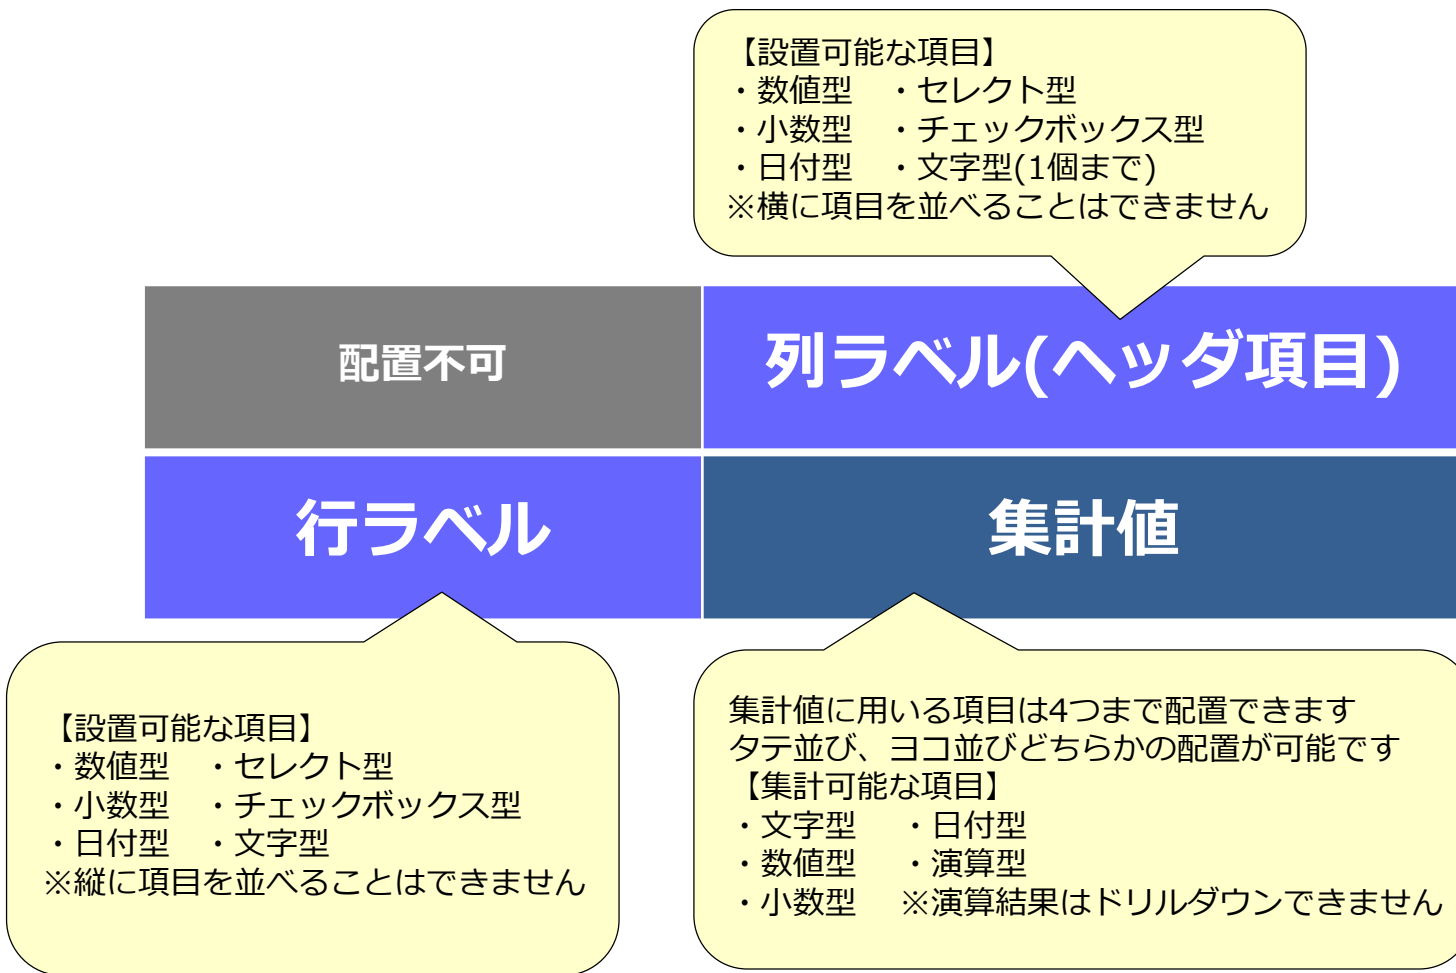 【設置可能な項目】
・数値型　・セレクト型
・小数型　・チェックボックス型
・日付型　・文字型(1個まで)
※横に項目を並べることはできません
配置不可
列ラベル(ヘッダ項目)
行ラベル
集計値
【設置可能な項目】
・数値型　・セレクト型
・小数型　・チェックボックス型
・日付型　・文字型
※縦に項目を並べることはできません
集計値に用いる項目は4つまで配置できます
タテ並び、ヨコ並びどちらかの配置が可能です
【集計可能な項目】
・文字型　・日付型
・数値型　・演算型
・小数型　※演算結果はドリルダウンできません